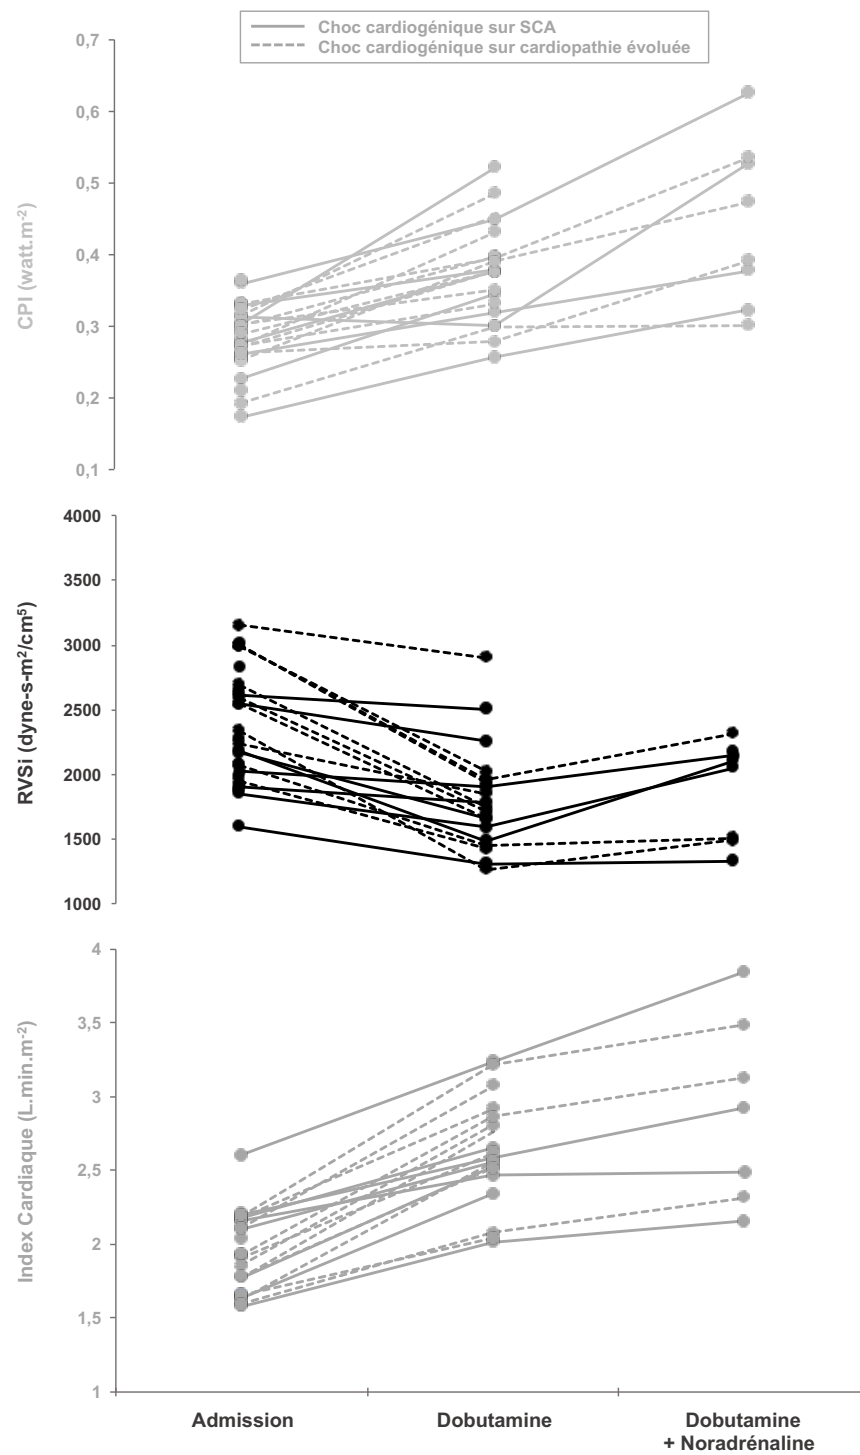 Choc cardiogénique sur SCA
Choc cardiogénique sur cardiopathie évoluée
CPI (watt.m-2)
0,7
0,6
0,5
0,4
0,3
0,2
0,1
RVSi (dyne-s-m2/cm5)
4000
3500
3000
2500
2000
1500
1000
Index Cardiaque (L.min.m-2)
4
3,5
3
2,5
2
1,5
1
Admission
Dobutamine
Dobutamine
+ Noradrénaline